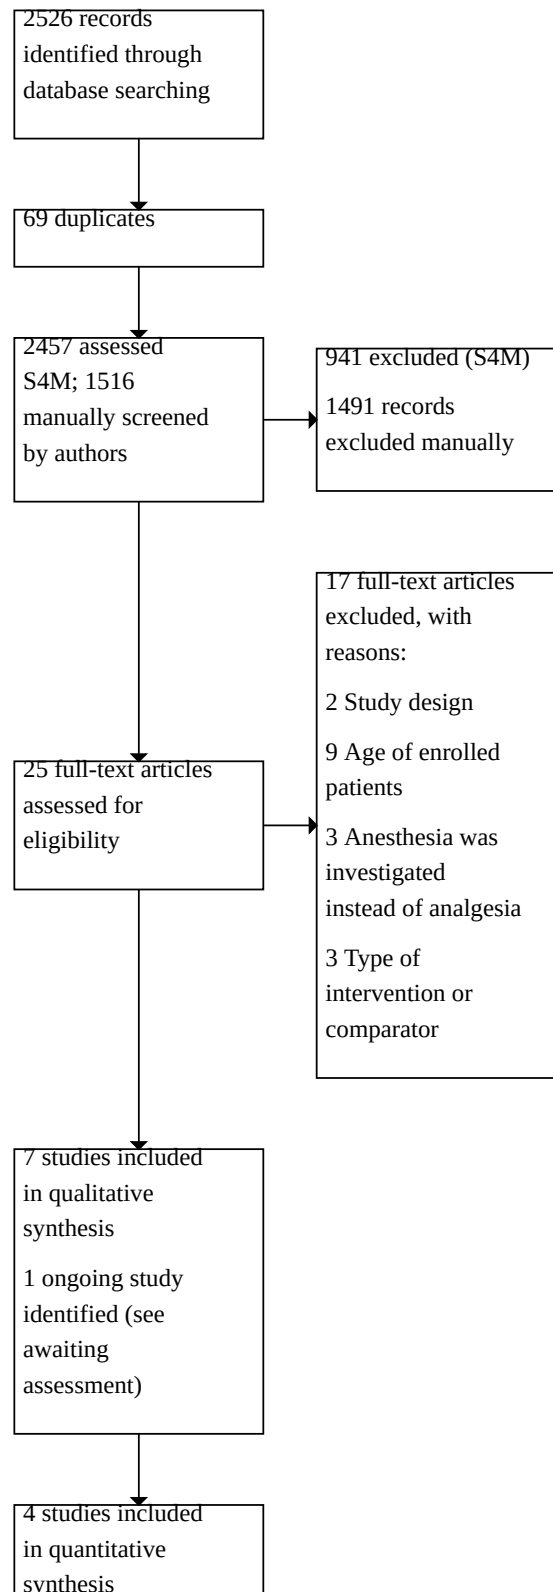 2526 records
identified through
database searching
69 duplicates
2457 assessed
S4M; 1516
manually screened
by authors
941 excluded (S4M)
1491 records
excluded manually
17 full-text articles
excluded, with
reasons:
2 Study design
9 Age of enrolled
patients
3 Anesthesia was
investigated
instead of analgesia
3 Type of
intervention or
comparator
25 full-text articles
assessed for
eligibility
7 studies included
in qualitative
synthesis
1 ongoing study
identified (see
awaiting
assessment)
4 studies included
in quantitative
synthesis